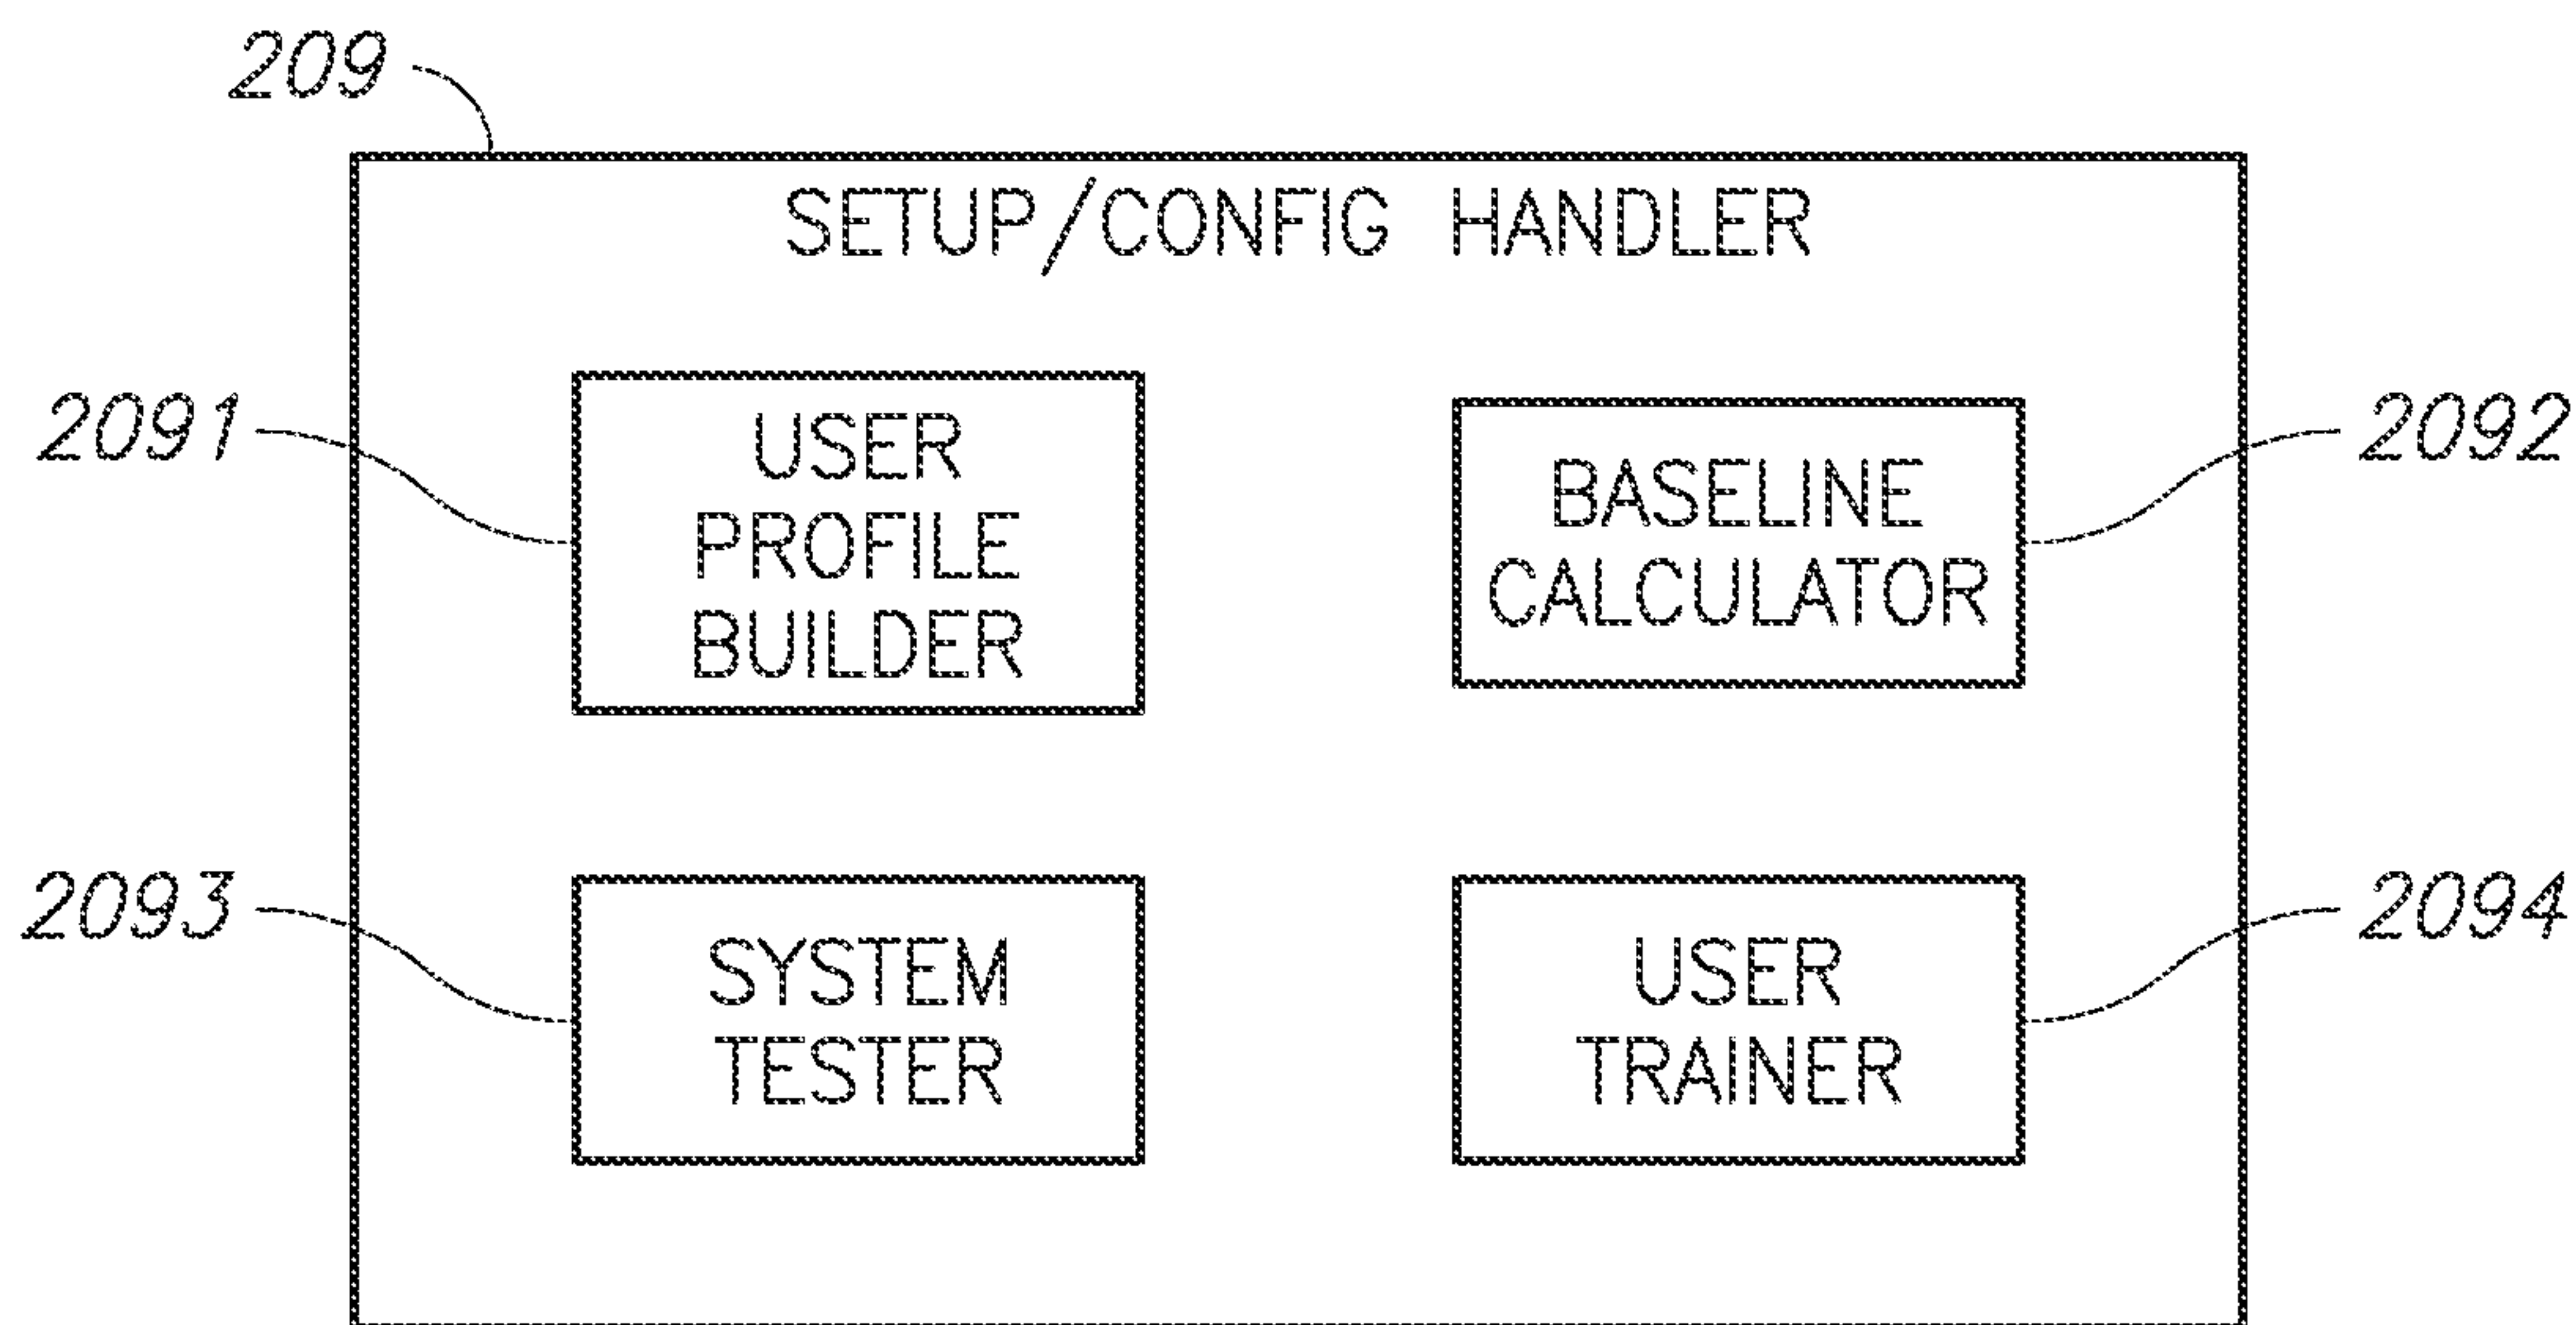 209
SETUP/CONFIG HANDLER
2091
USER
PROFILE
BUILDER
BASELINE
CALCULATOR
2092
2093
SYSTEM
TESTER
USER
TRAINER
2094